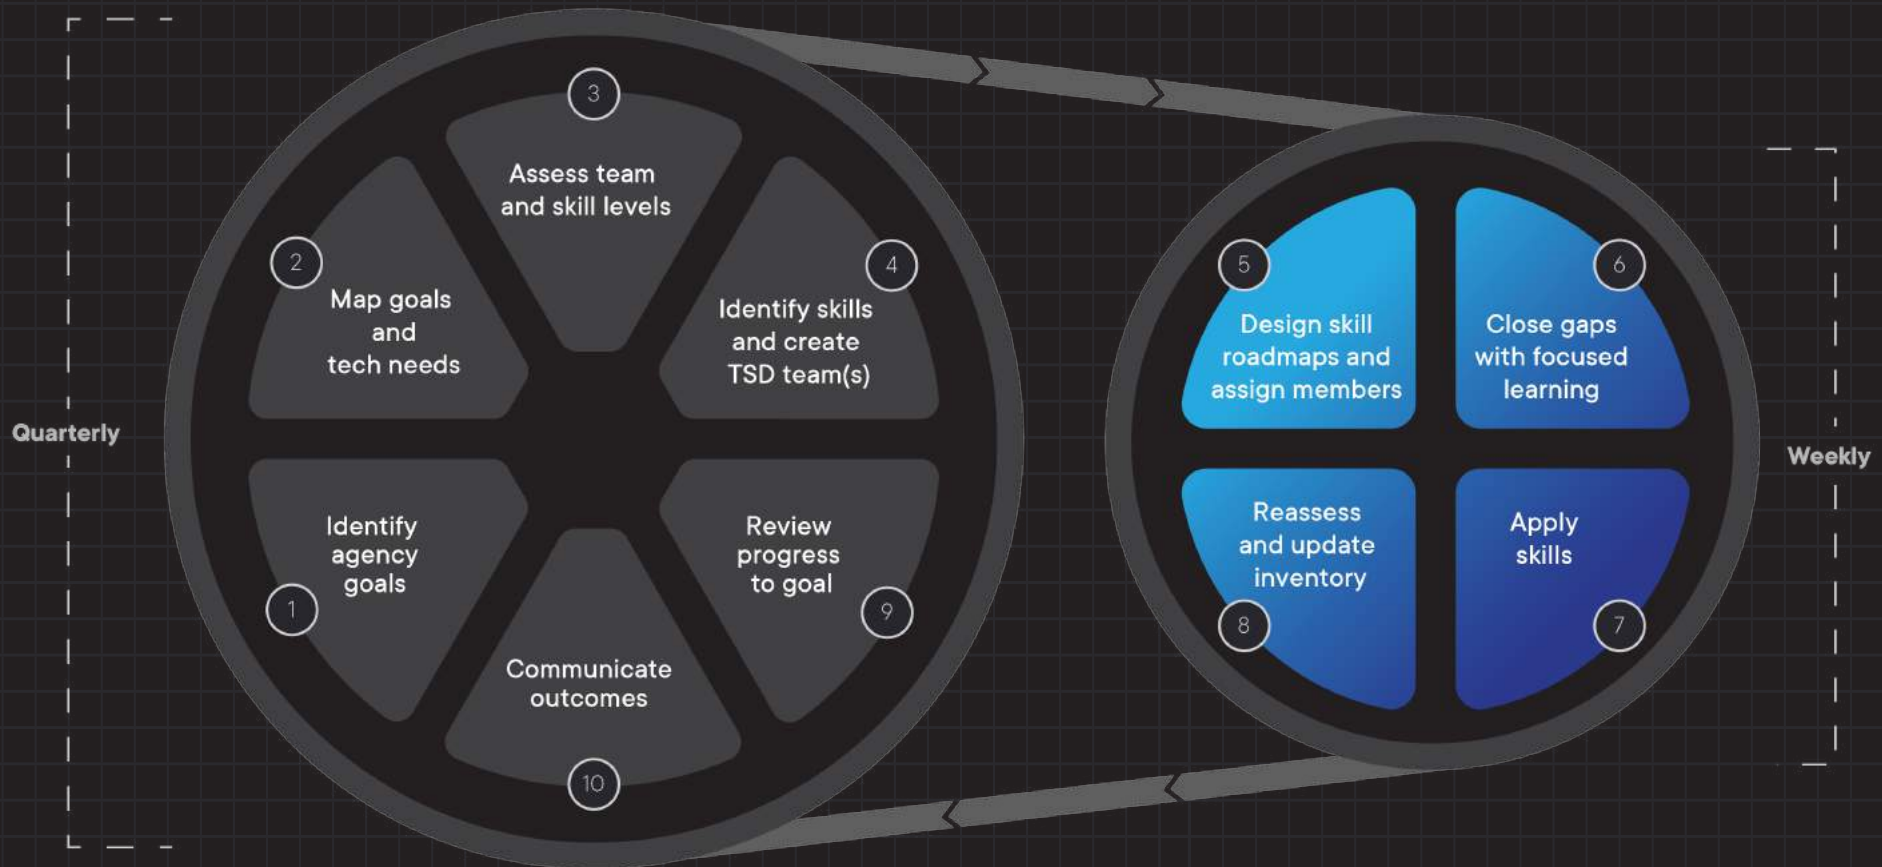 Quarterly
1
Identify
agency
goals
2
Map goals
and
tech needs
3
Assess team
and skill levels
4
Identify skills
and create
TSD team(s)
5
Design skill
roadmaps and
assign members
6
Close gaps
with focused
learning
7
Apply
skills
8
Reassess
and update
inventory
9
Review
progress
to goal
10
Communicate
outcomes
Weekly